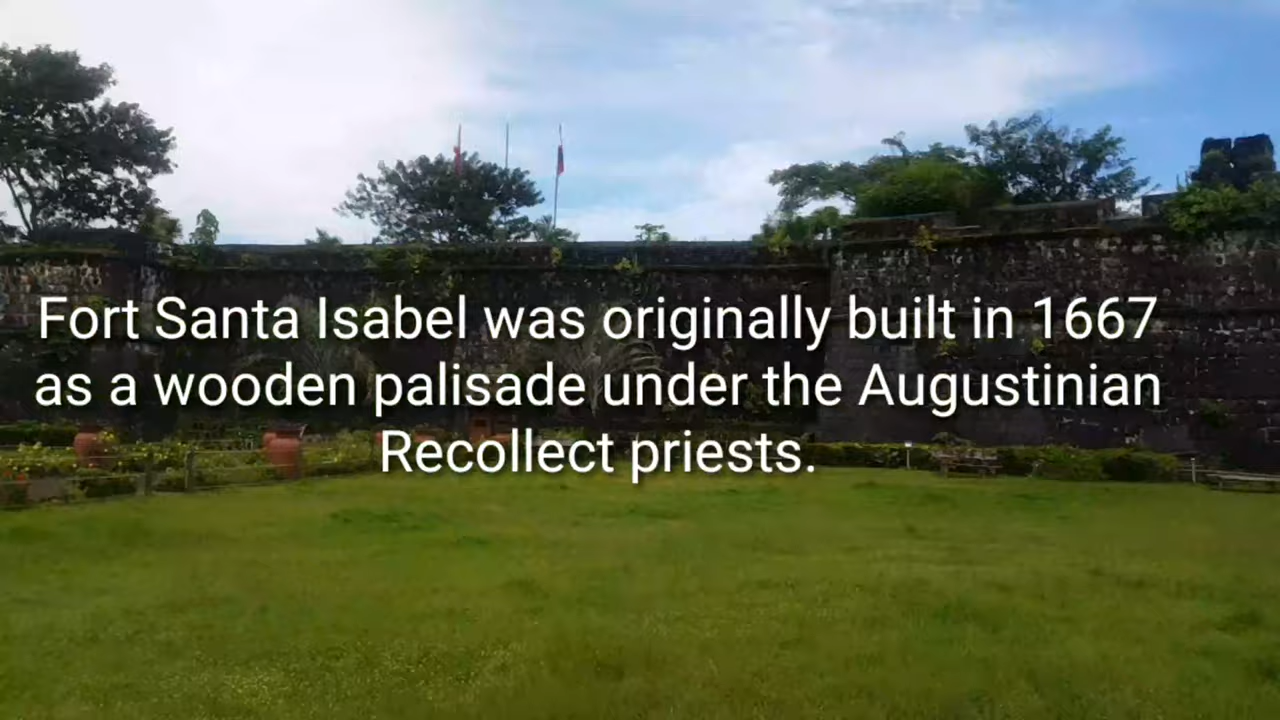 Fort Santa Isabel was originally built in 1667
as a wooden palisade under the Augustinian
Recollect priests.